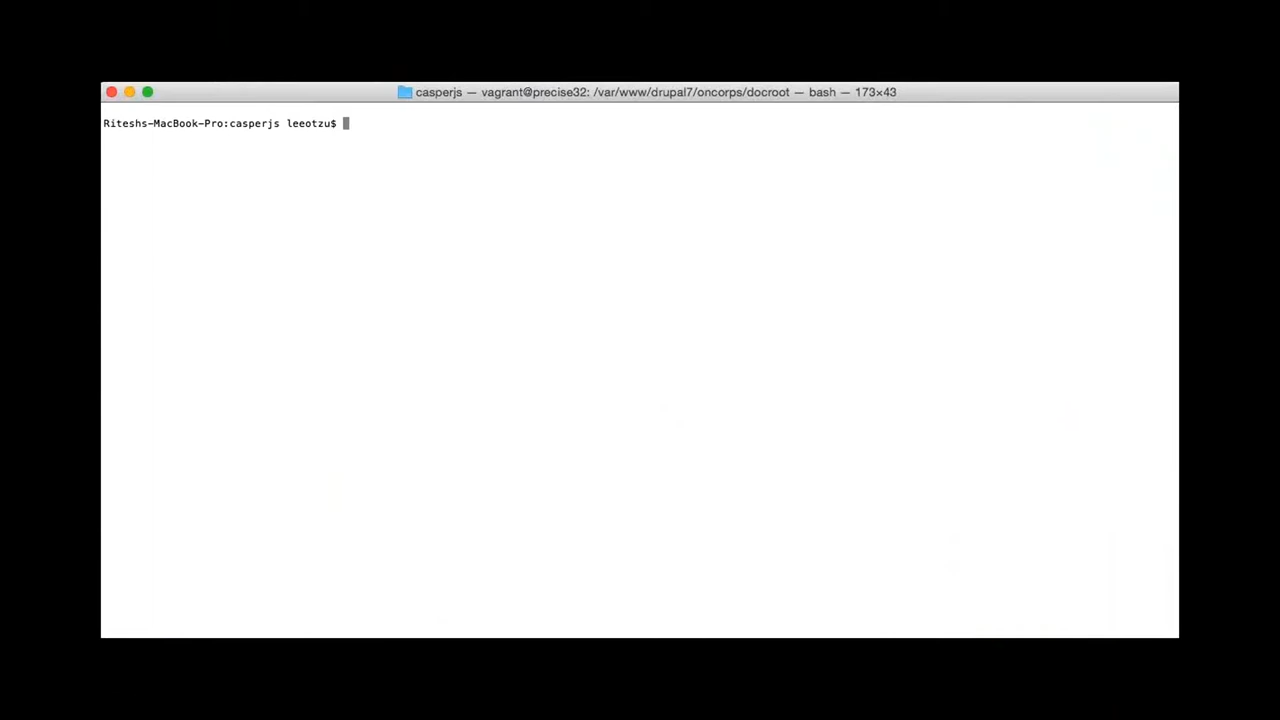 casperjs — vagrant@precise32: /var/www/drupal7/oncorps/docroot — bash — 173×43
Riteshs-MacBook-Pro:casperjs leeotzu$